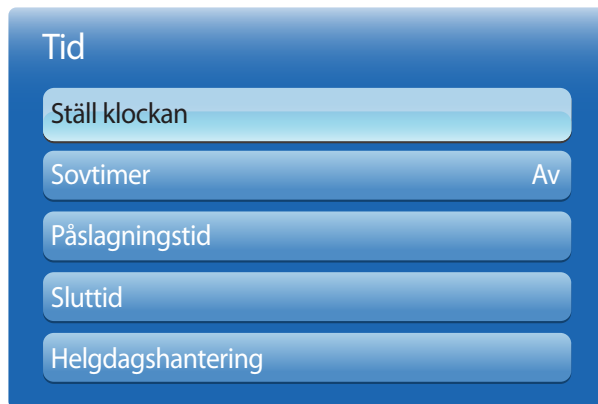 Tid
Ställ klockan
Sovtimer Av
Påslagningstid
Sluttid
Helgdagshantering